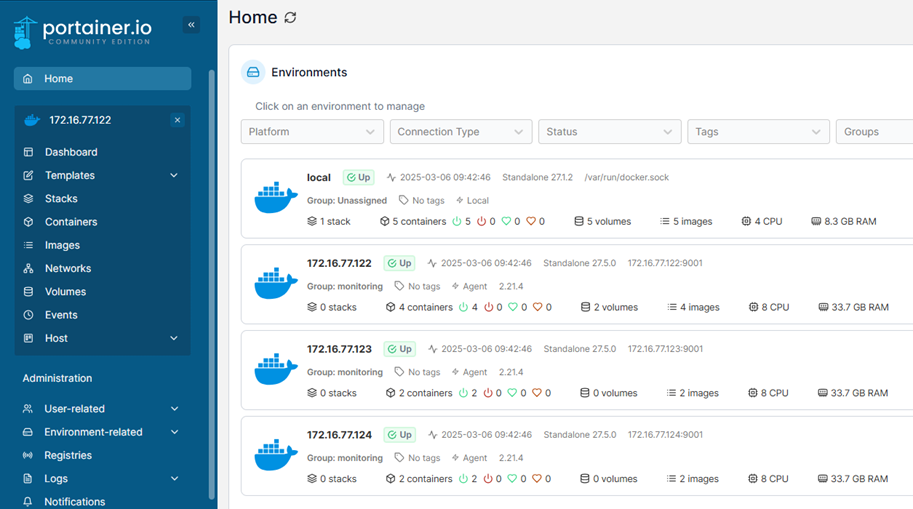 portainer.io
COMMUNITY EDITION
«
Home
172.16.77.122
Dashboard
Templates
Stacks
Containers
Images
Networks
Volumes
Events
Host
Administration
User-related
Environment-related
Registries
Logs
Notifications
Home
Environments
Click on an environment to manage
Platform Connection Type Status Tags Groups
local Up 2025-03-06 09:42:46 Standalone 27.1.2 /var/run/docker.sock
Group: Unassigned No tags Local
1 stack 5 containers 5 0 0 0 5 volumes 5 images 4 CPU 8.3 GB RAM
172.16.77.122 Up 2025-03-06 09:42:46 Standalone 27.5.0 172.16.77.122:9001
Group: monitoring No tags Agent 2.21.4
0 stacks 4 containers 4 0 0 0 2 volumes 4 images 8 CPU 33.7 GB RAM
172.16.77.123 Up 2025-03-06 09:42:46 Standalone 27.5.0 172.16.77.123:9001
Group: monitoring No tags Agent 2.21.4
0 stacks 2 containers 2 0 0 0 0 volumes 2 images 8 CPU 33.7 GB RAM
172.16.77.124 Up 2025-03-06 09:42:46 Standalone 27.5.0 172.16.77.124:9001
Group: monitoring No tags Agent 2.21.4
0 stacks 2 containers 2 0 0 0 0 volumes 2 images 8 CPU 33.7 GB RAM